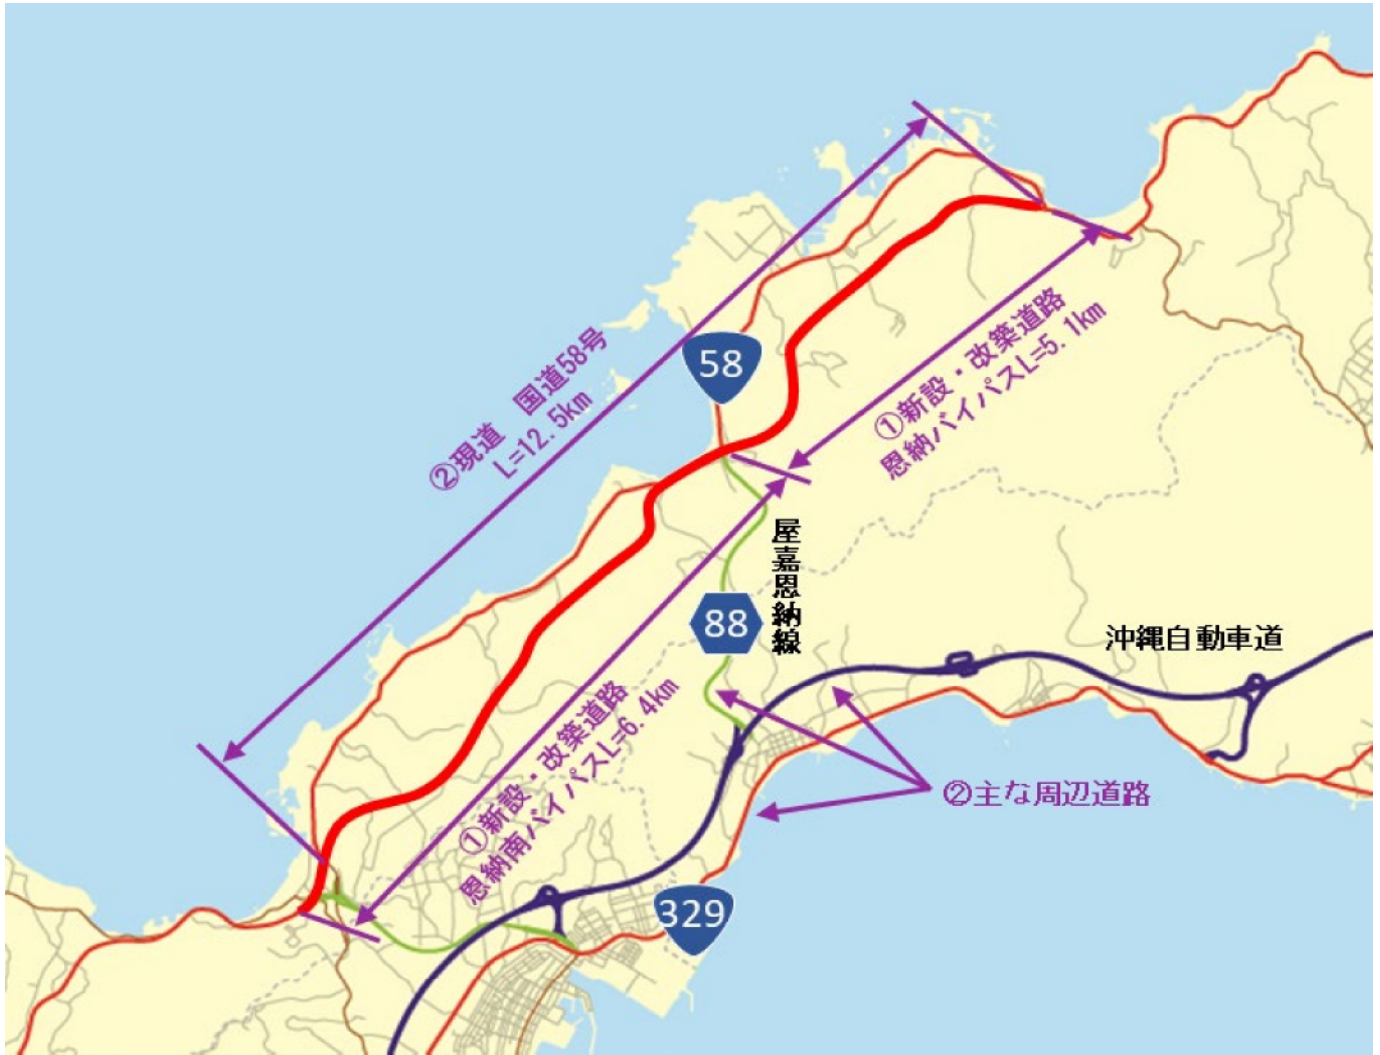 ②現道 国道58号
L=12.5km
58
①新設・改築道路
恩納バイパスL=5.1km
屋嘉恩納線
88
沖縄自動車道
①新設・改築道路
恩納南バイパスL=6.4km
②主な周辺道路
329